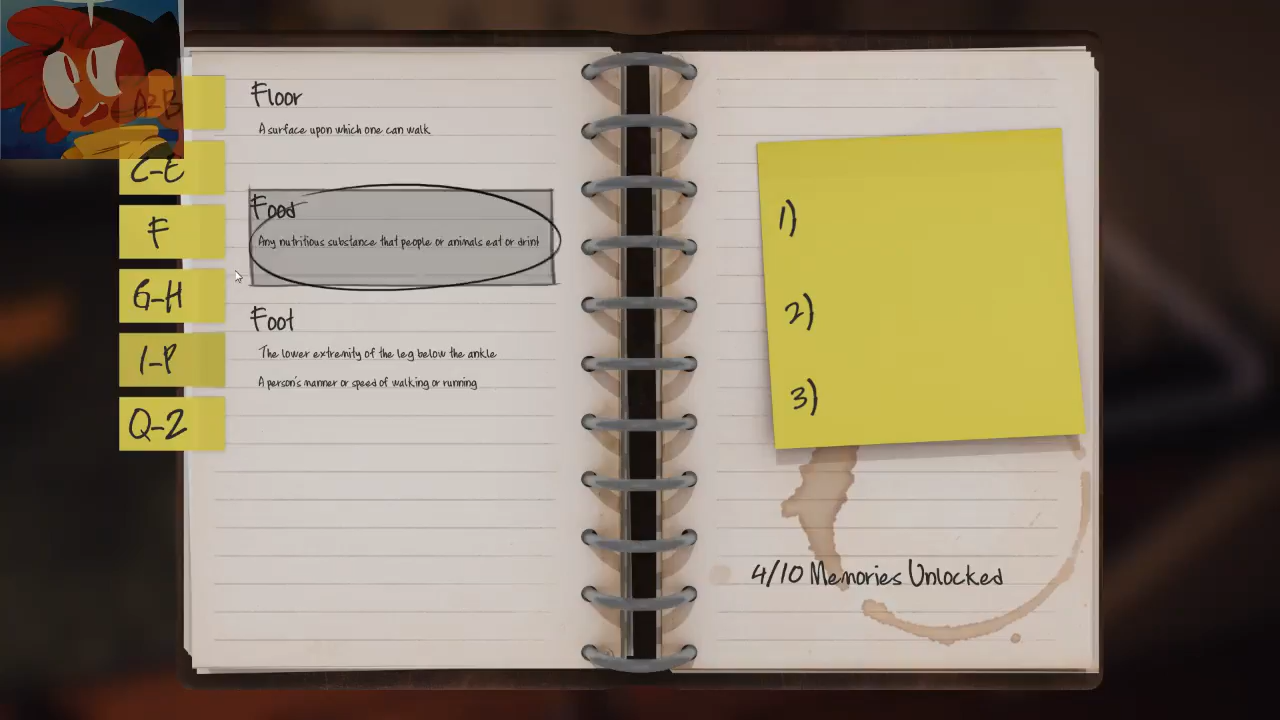 A-B
C-E
F
G-H
I-P
Q-Z
Floor
A surface upon which one can walk
Food
Any nutritious substance that people or animals eat or drink
Foot
The lower extremity of the leg below the ankle
A person's manner or speed of walking or running
1)
2)
3)
4/10 Memories Unlocked